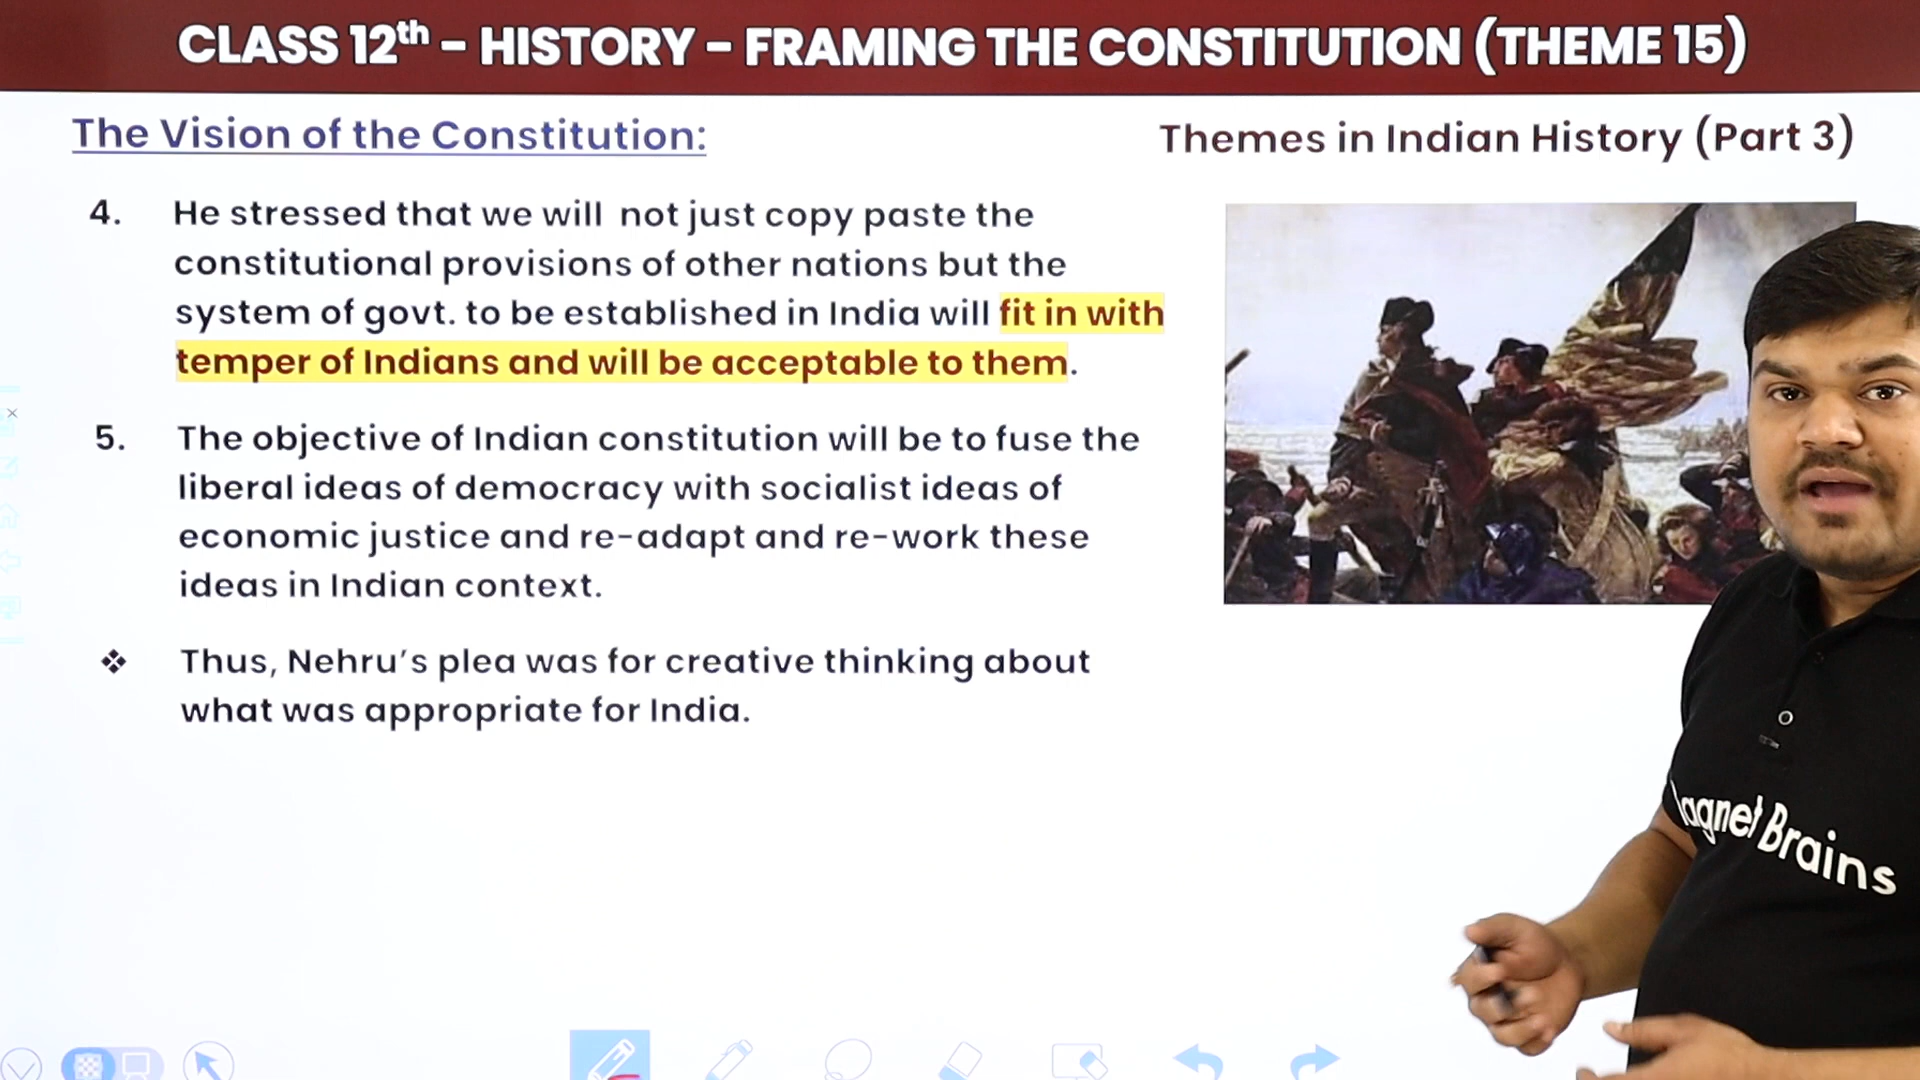 CLASS 12th – HISTORY – FRAMING THE CONSTITUTION (THEME 15)
The Vision of the Constitution:
Themes in Indian History (Part 3)
4. He stressed that we will not just copy paste the
constitutional provisions of other nations but the
system of govt. to be established in India will fit in with
temper of Indians and will be acceptable to them.
5. The objective of Indian constitution will be to fuse the
liberal ideas of democracy with socialist ideas of
economic justice and re-adapt and re-work these
ideas in Indian context.
❖ Thus, Nehru's plea was for creative thinking about
what was appropriate for India.
agnet Brains